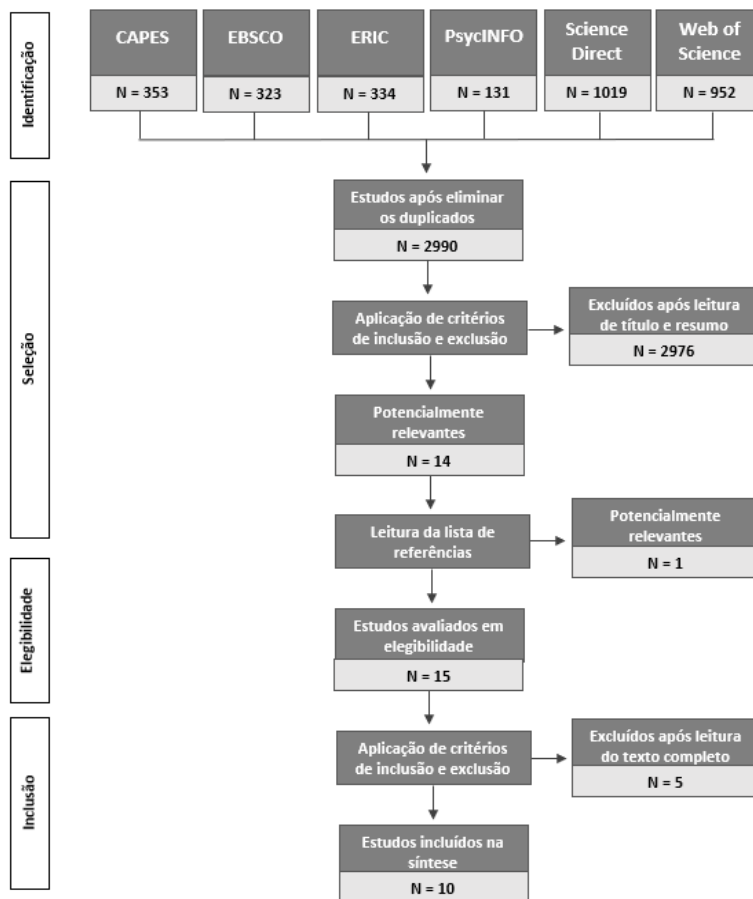 Identificação
CAPES
N = 353
EBSCO
N = 323
ERIC
N = 334
PsycINFO
N = 131
Science
Direct
N = 1019
Web of
Science
N = 952
Seleção
Estudos após eliminar
os duplicados
N = 2990
Aplicação de critérios
de inclusão e exclusão
Excluídos após leitura
de título e resumo
N = 2976
Potencialmente
relevantes
N = 14
Leitura da lista de
referências
Potencialmente
relevantes
N = 1
Elegibilidade
Estudos avaliados em
elegibilidade
N = 15
Inclusão
Aplicação de critérios
de inclusão e exclusão
Excluídos após leitura
do texto completo
N = 5
Estudos incluídos na
síntese
N = 10